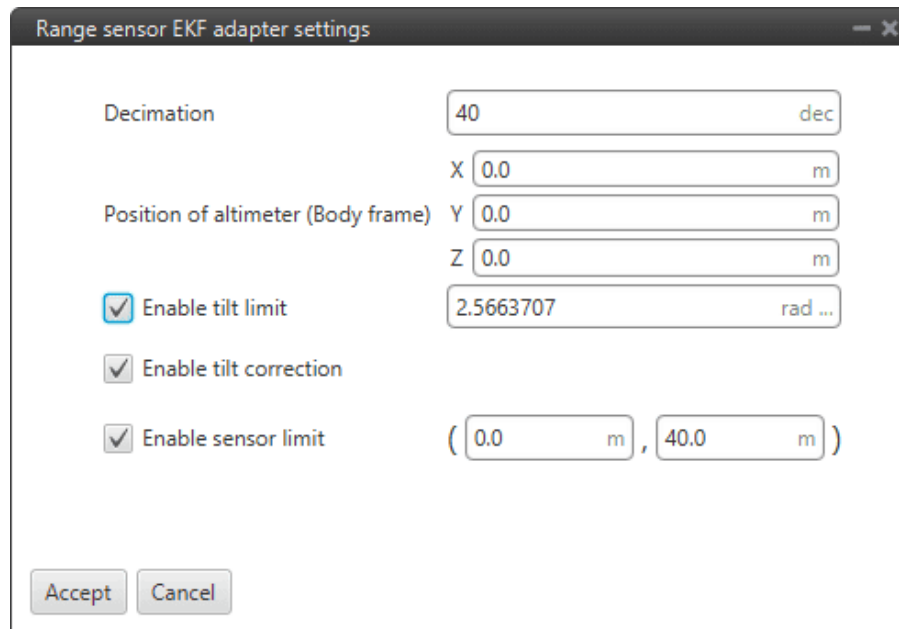 Range sensor EKF adapter settings
Decimation 40 dec
X 0.0 m
Position of altimeter (Body frame) Y 0.0 m
Z 0.0 m
Enable tilt limit 2.5663707 rad ...
Enable tilt correction
Enable sensor limit ( 0.0 m , 40.0 m )
Accept Cancel